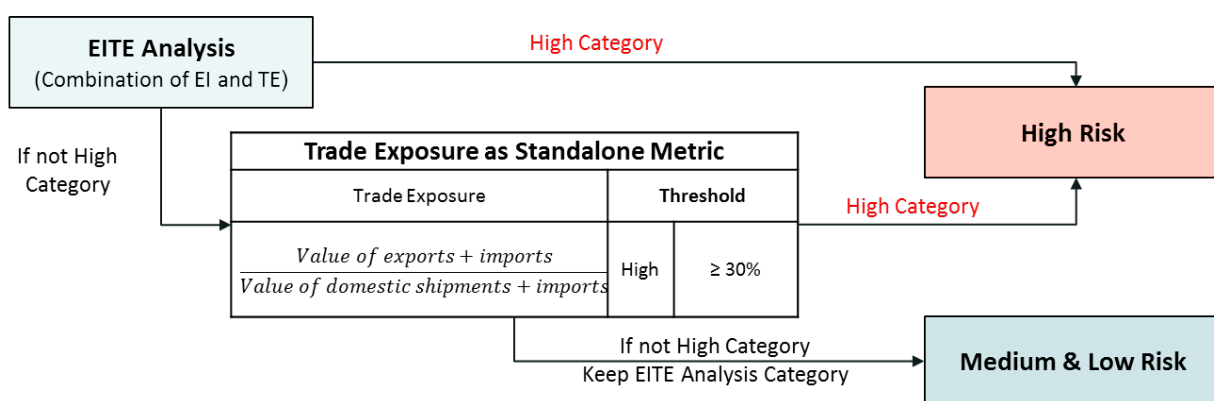 EITE Analysis
(Combination of EI and TE)
High Category
High Risk
If not High
Category
Trade Exposure as Standalone Metric
Trade Exposure
Threshold
Value of exports + imports
Value of domestic shipments + imports
High
≥ 30%
High Category
If not High Category
Keep EITE Analysis Category
Medium & Low Risk